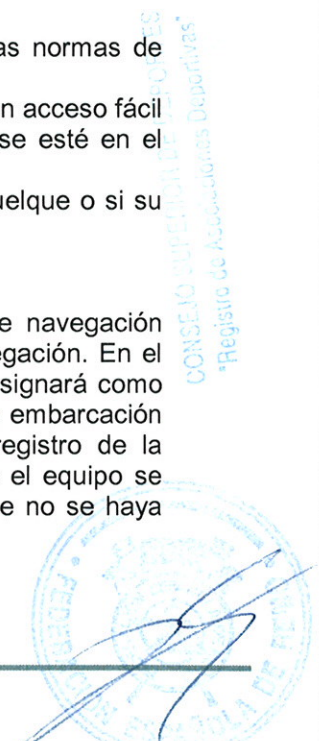 as normas de
n acceso fácil
se esté en el
uelque o si su
e navegación
egación. En el
signará como
embarcación
registro de la
el equipo se
e no se haya
CONSEJO SUPERIOR DE DEPORTES
"Registro de Asociaciones Deportivas"